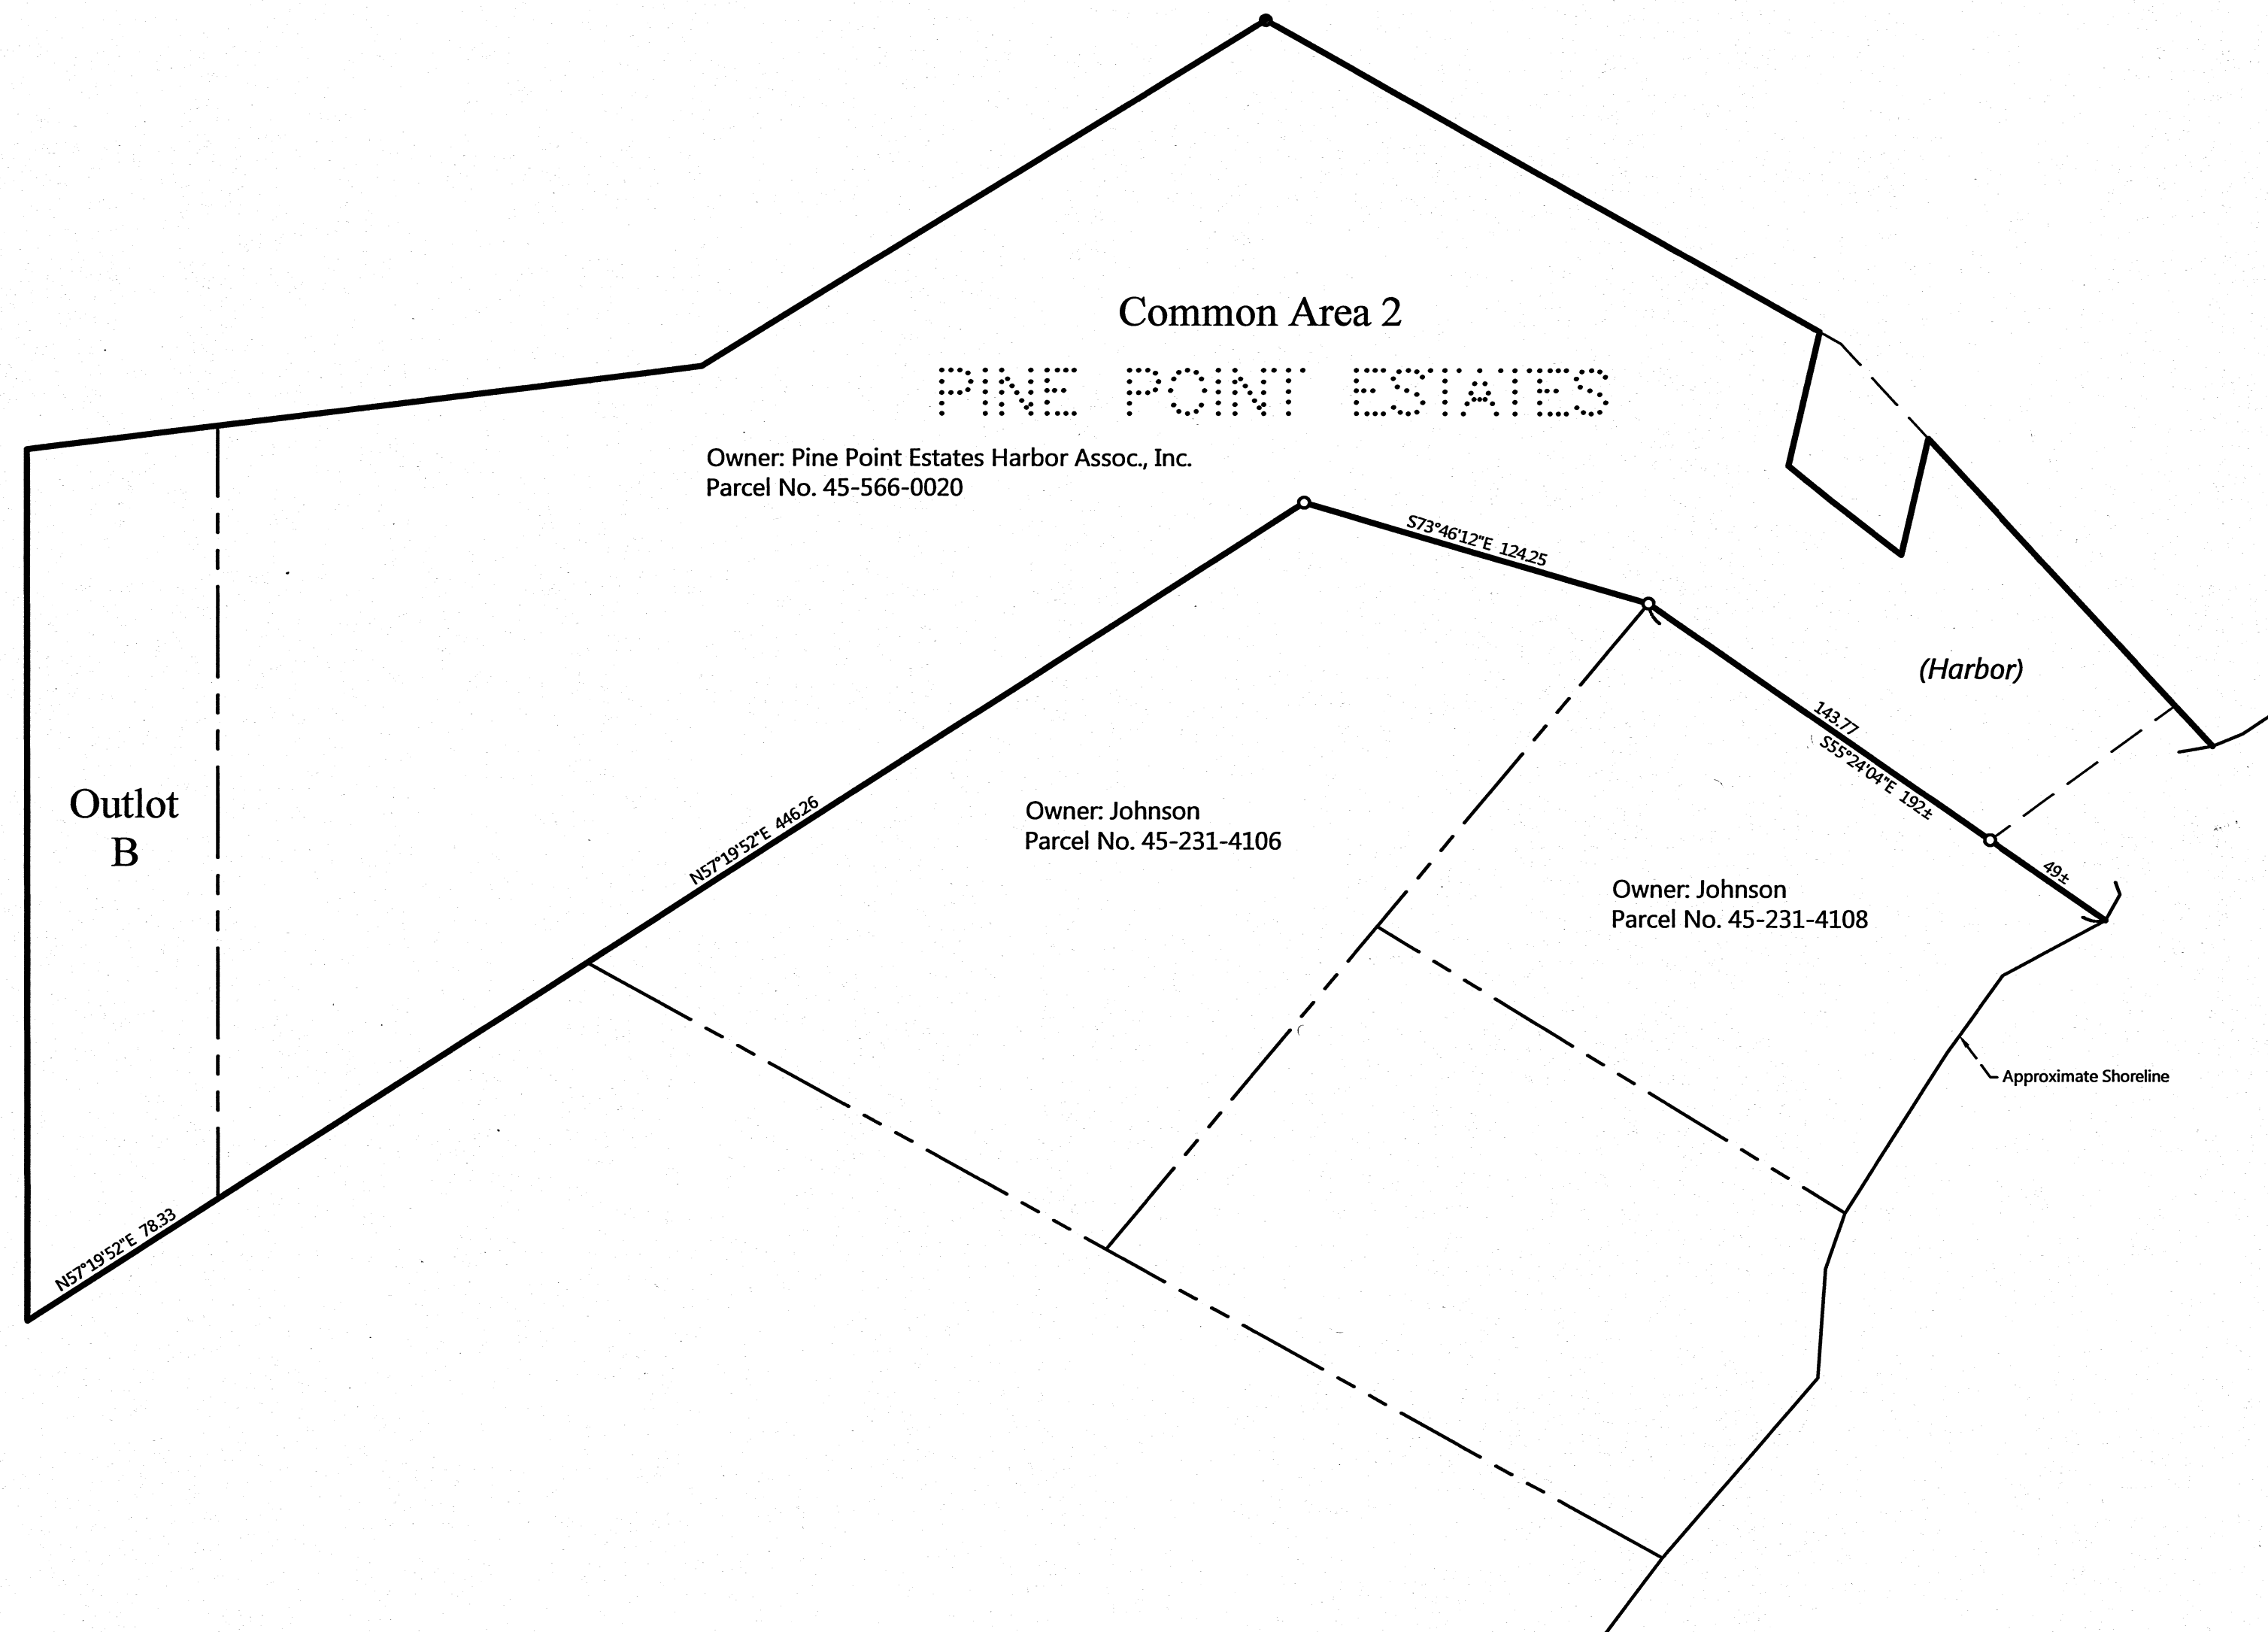 Common Area 2
PINE POINT ESTATES
Owner: Pine Point Estates Harbor Assoc., Inc.
Parcel No. 45-566-0020
S73°46'12"E 124.25
(Harbor)
143.77
S55°24'04"E 192±
49±
Outlot
B
N57°19'52"E 446.26
Owner: Johnson
Parcel No. 45-231-4106
Owner: Johnson
Parcel No. 45-231-4108
Approximate Shoreline
N57°19'52"E 78.33